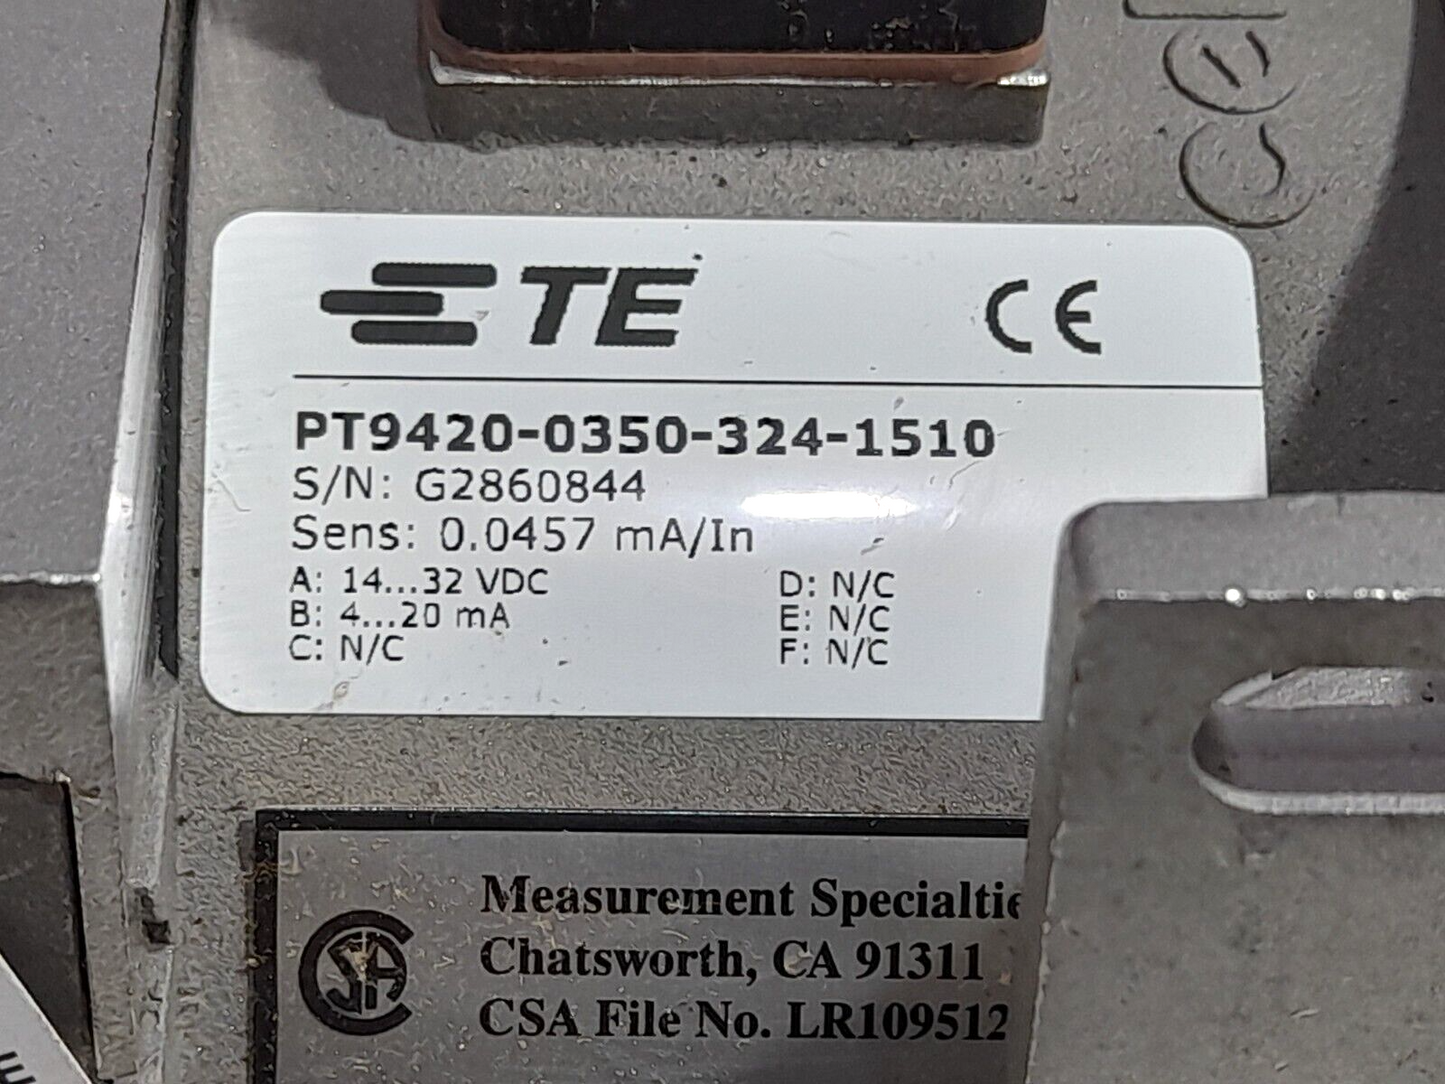 TE CE
PT9420-0350-324-1510
S/N: G2860844
Sens: 0.0457 mA/In
A: 14...32 VDC
B: 4...20 mA
C: N/C
D: N/C
E: N/C
F: N/C
Measurement
Chatsworth, CA 91311
CSA File No. LR109512